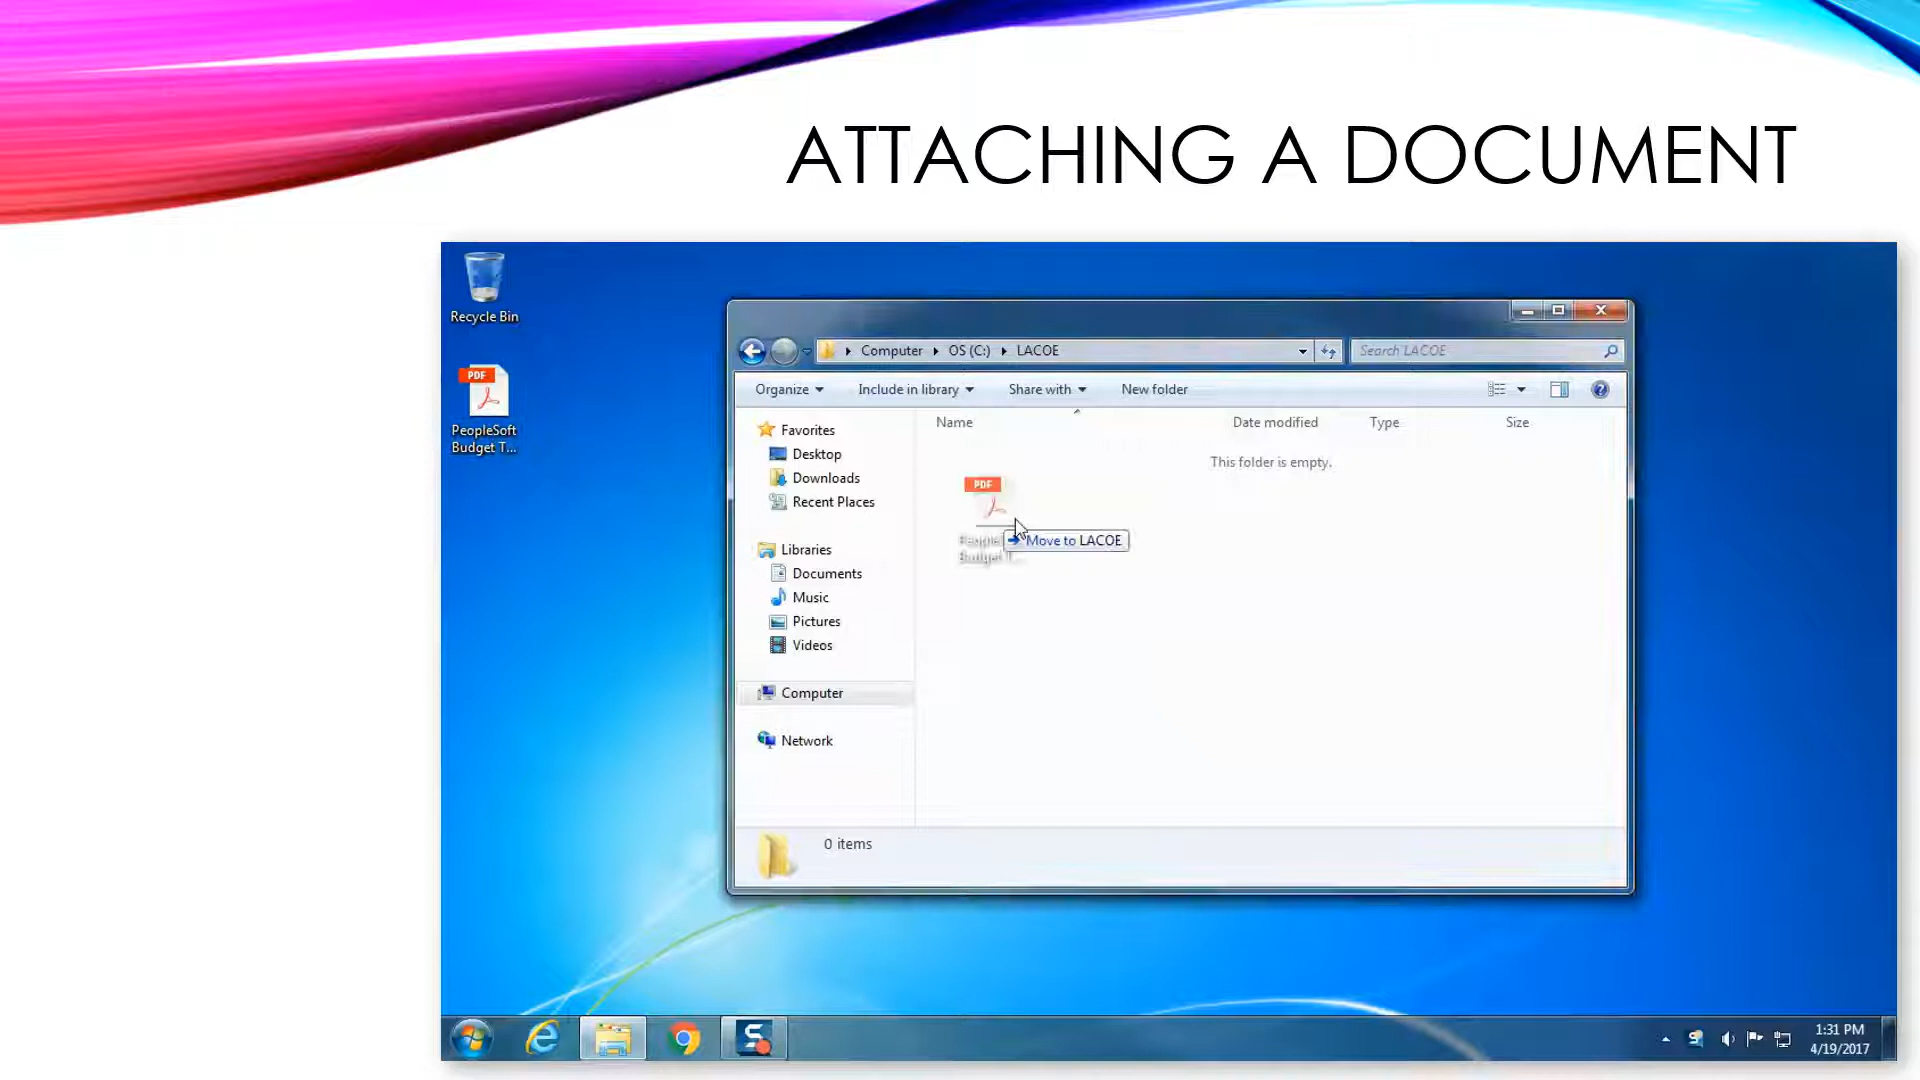 ATTACHING A DOCUMENT
Recycle Bin
PDF
PeopleSoft
Budget T...
Computer
OS (C:)
LACOE
Search LACOE
Organize
Include in library
Share with
New folder
Name
Date modified
Type
Size
This folder is empty.
Favorites
Desktop
Downloads
Recent Places
Libraries
Documents
Music
Pictures
Videos
Computer
Network
PDF
Move to LACOE
Budget T...
0 items
1:31 PM
4/19/2017